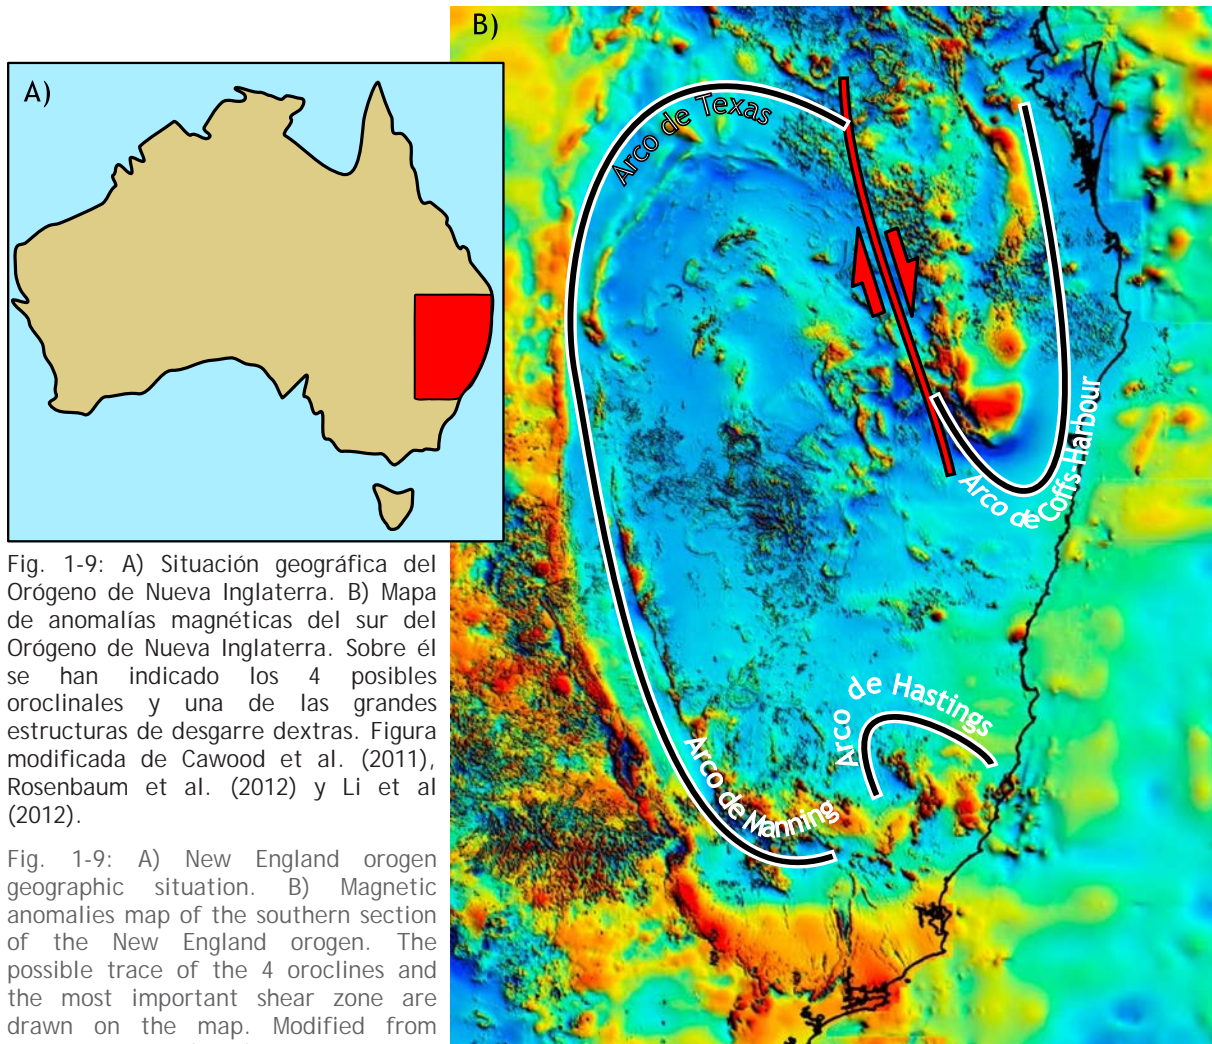 A)
B)
Arco de Texas
Arco de Coffs-Harbour
Arco de Hastings
Arco de Manning
Fig. 1-9: A) Situación geográfica del
Orógeno de Nueva Inglaterra. B) Mapa
de anomalías magnéticas del sur del
Orógeno de Nueva Inglaterra. Sobre él
se han indicado los 4 posibles
oroclinales y una de las grandes
estructuras de desgarre dextras. Figura
modificada de Cawood et al. (2011),
Rosenbaum et al. (2012) y Li et al
(2012).
Fig. 1-9: A) New England orogen
geographic situation. B) Magnetic
anomalies map of the southern section
of the New England orogen. The
possible trace of the 4 oroclines and
the most important shear zone are
drawn on the map. Modified from